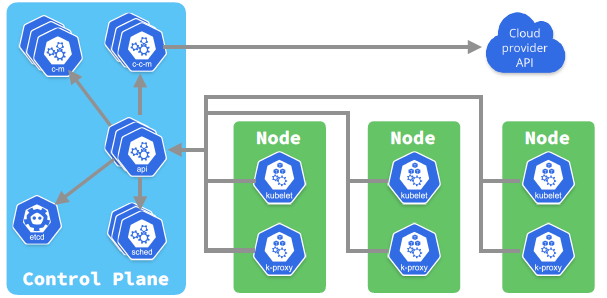 c-m
c-c-m
Cloud
provider
API
api
etcd
sched
Control Plane
Node
kubelet
k-proxy
Node
kubelet
k-proxy
Node
kubelet
k-proxy